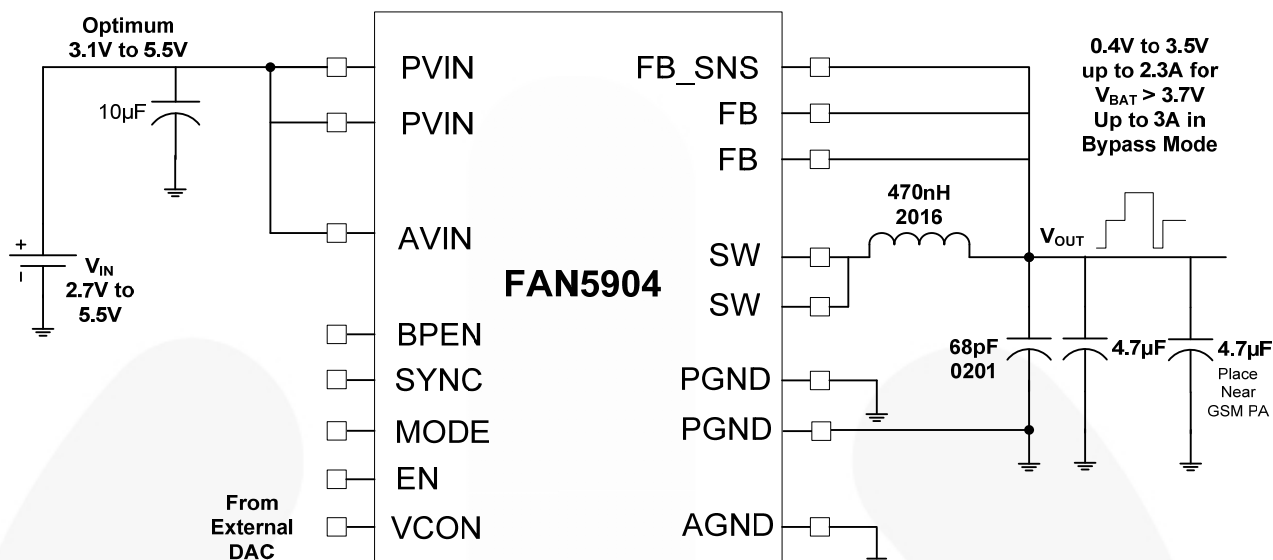 Optimum
3.1V to 5.5V
10µF
+
–
VIN
2.7V to
5.5V
PVIN
PVIN
AVIN
BPEN
SYNC
MODE
EN
VCON
From
External
DAC
FAN5904
FB_SNS
FB
FB
SW
SW
PGND
PGND
AGND
470nH
2016
VOUT
0.4V to 3.5V
up to 2.3A for
VBAT > 3.7V
Up to 3A in
Bypass Mode
68pF
0201
4.7µF
4.7µF
Place
Near
GSM PA